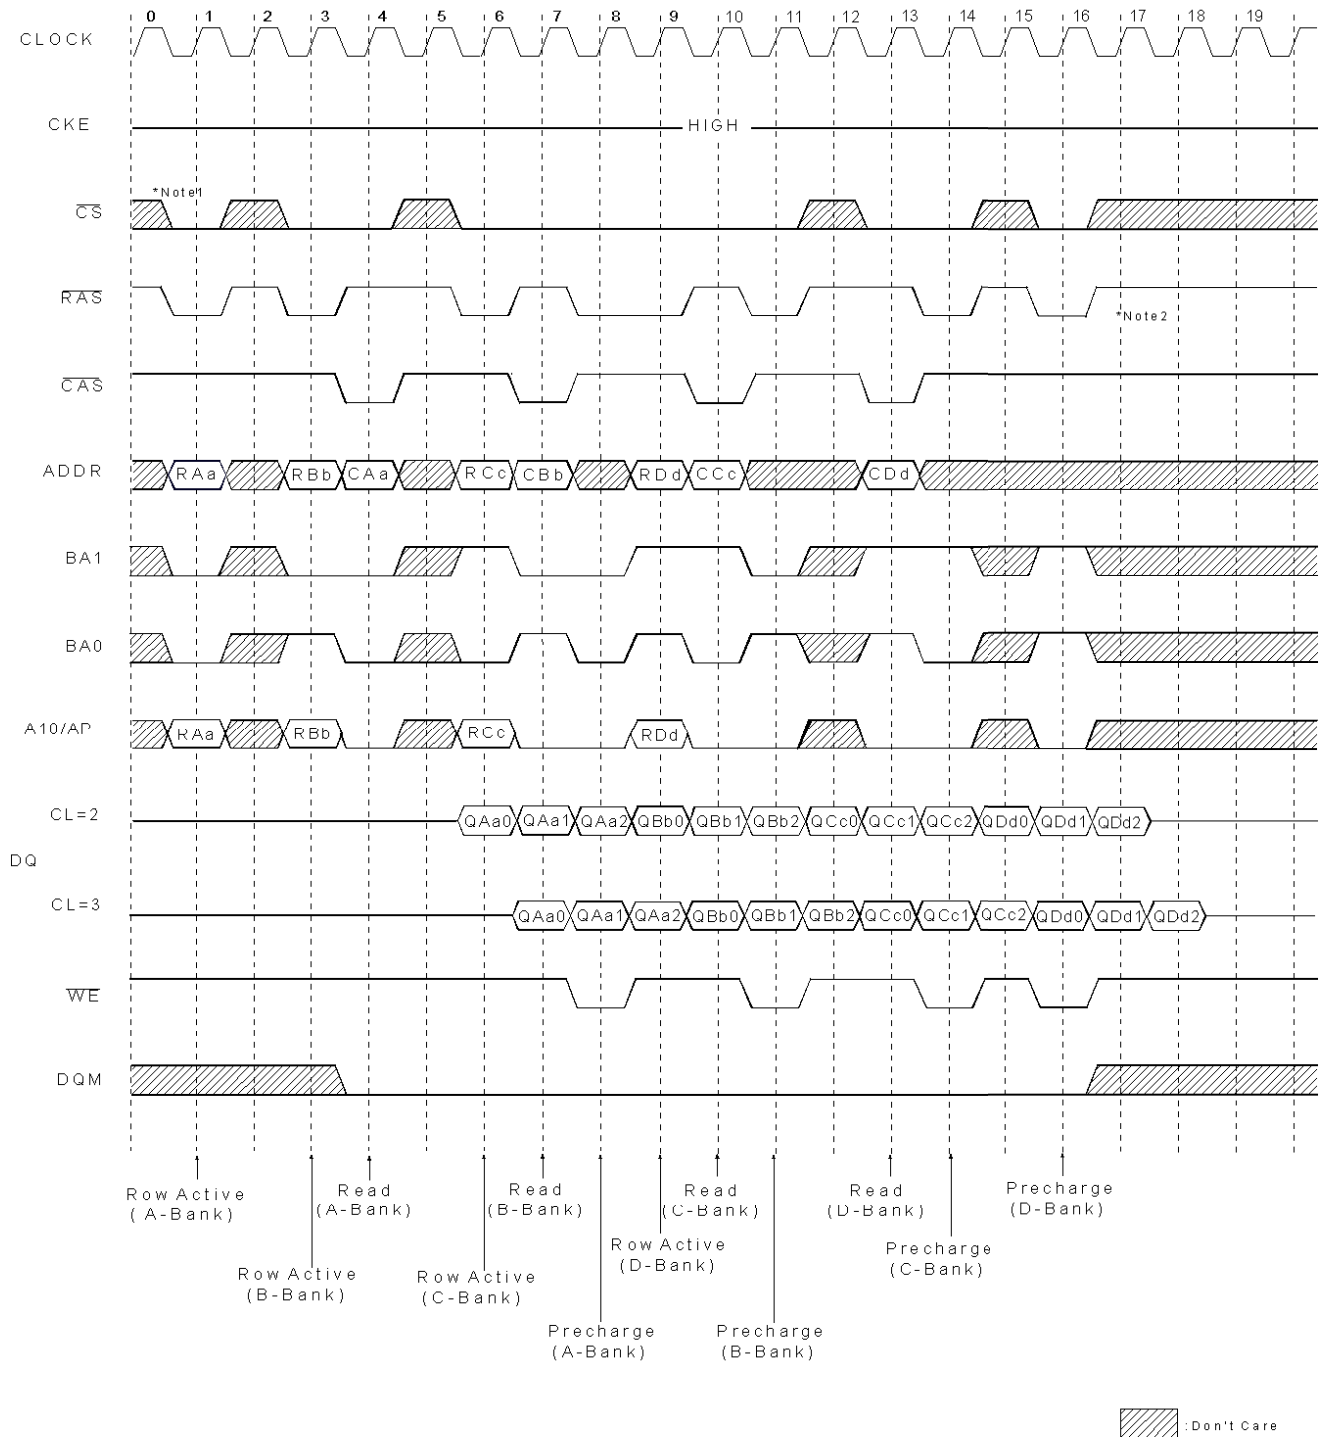 0 1 2 3 4 5 6 7 8 9 10 11 12 13 14 15 16 17 18 19
CLOCK
CKE
HIGH
*Note1
CS
RAS
*Note2
CAS
ADDR
RAa RBb CAa RCc CBb RDd CCc CDd
BA1
BA0
A10/AP
RAa RBb RCc RDd
CL=2
QAa0 QAa1 QAa2 QBb0 QBb1 QBb2 QCc0 QCc1 QCc2 QDd0 QDd1 QDd2
DQ
CL=3
QAa0 QAa1 QAa2 QBb0 QBb1 QBb2 QCc0 QCc1 QCc2 QDd0 QDd1 QDd2
WE
DQM
Row Active
(A-Bank)
Read
(A-Bank)
Read
(B-Bank)
Read
(C-Bank)
Read
(D-Bank)
Precharge
(D-Bank)
Row Active
(D-Bank)
Precharge
(C-Bank)
Row Active
(B-Bank)
Row Active
(C-Bank)
Precharge
(A-Bank)
Precharge
(B-Bank)
:Don't Care